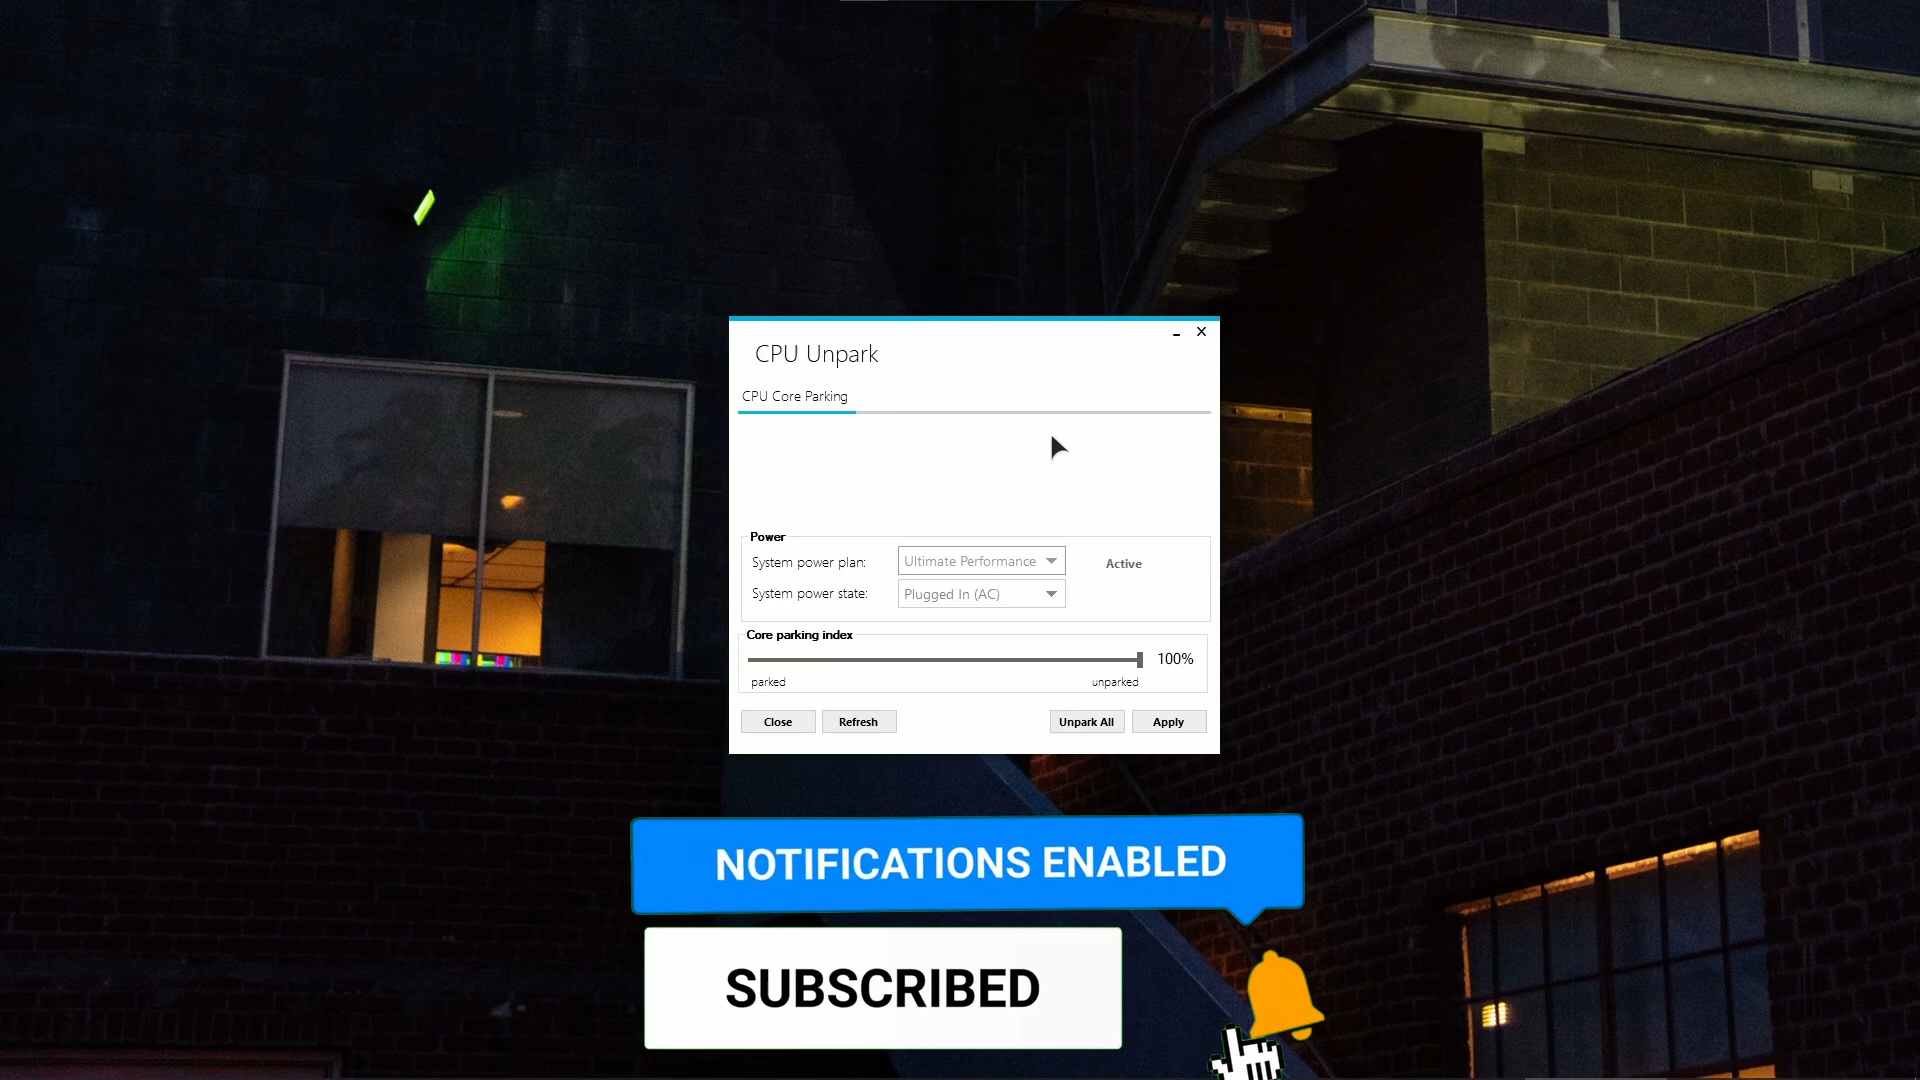 CPU Unpark
CPU Core Parking
Power
System power plan:
Ultimate Performance
Active
System power state:
Plugged In (AC)
Core parking index
100%
parked
unparked
Close
Refresh
Unpark All
Apply
NOTIFICATIONS ENABLED
SUBSCRIBED